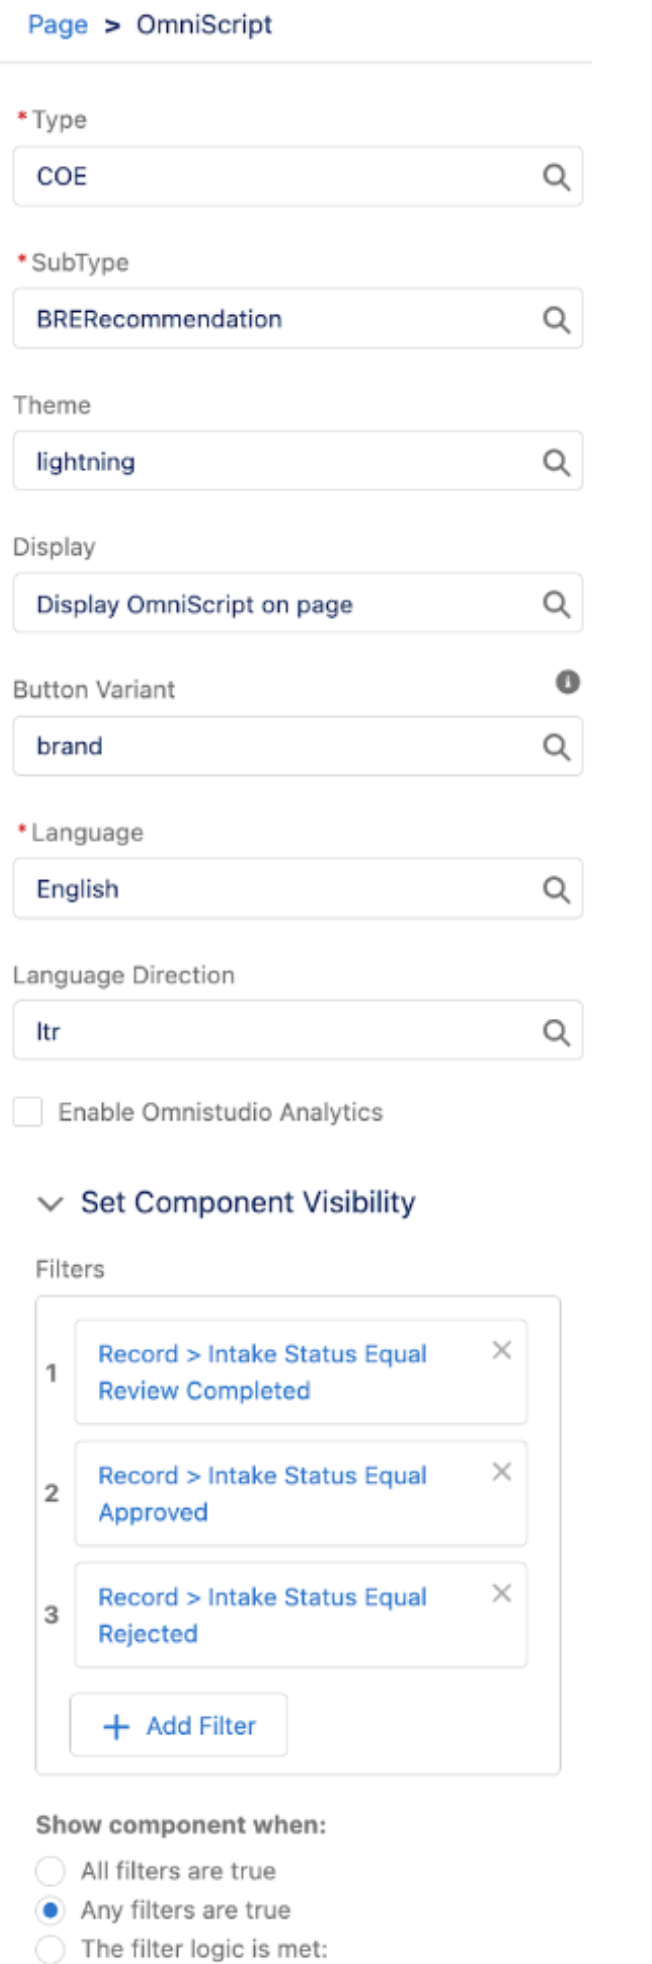 Page > OmniScript
* Type
COE
* SubType
BRERecommendation
Theme
lightning
Display
Display OmniScript on page
Button Variant
brand
* Language
English
Language Direction
ltr
Enable Omnistudio Analytics
Set Component Visibility
Filters
1
Record > Intake Status Equal
Review Completed
2
Record > Intake Status Equal
Approved
3
Record > Intake Status Equal
Rejected
+ Add Filter
Show component when:
All filters are true
Any filters are true
The filter logic is met: